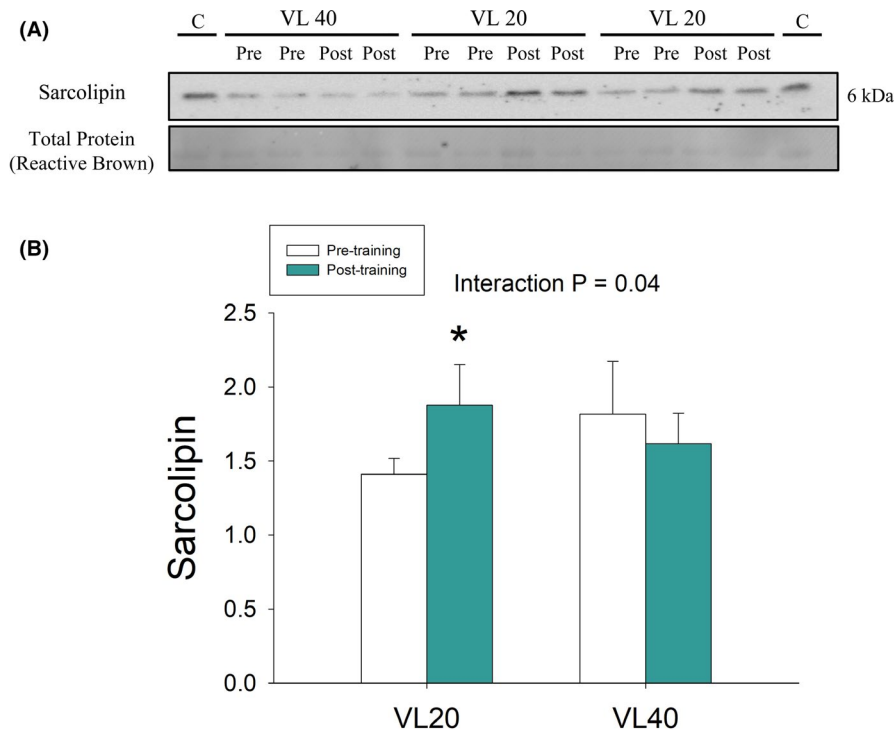 (A)
C VL 40 VL 20 VL 20 C
Pre Pre Post Post Pre Pre Post Post Pre Pre Post Post
Sarcolipin
6 kDa
Total Protein
(Reactive Brown)
(B)
Pre-training
Post-training
Interaction P = 0.04
2.5
2.0
1.5
1.0
0.5
0.0
Sarcolipin
*
VL20 VL40